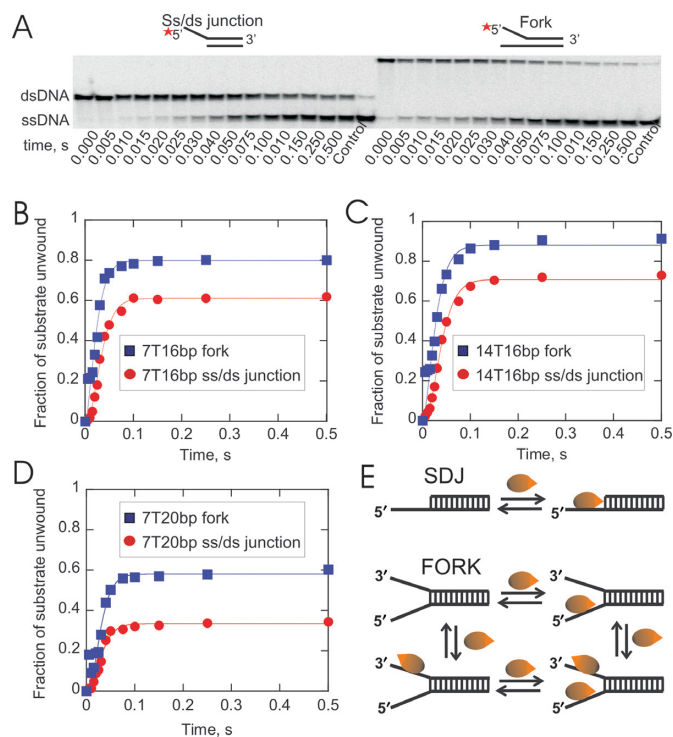 A
Ss/ds junction
5′ 3′
Fork
5′ 3′
dsDNA
ssDNA
time, s
0.000 0.005 0.010 0.015 0.020 0.025 0.030 0.040 0.050 0.075 0.100 0.010 0.150 0.250 0.500 Control
0.000 0.005 0.010 0.015 0.020 0.025 0.030 0.040 0.050 0.075 0.100 0.010 0.150 0.250 0.500 Control
B
Fraction of substrate unwound
1
0.8
0.6
0.4
0.2
0
7T16bp fork
7T16bp ss/ds junction
0 0.1 0.2 0.3 0.4 0.5
Time, s
C
Fraction of substrate unwound
1
0.8
0.6
0.4
0.2
0
14T16bp fork
14T16bp ss/ds junction
0 0.1 0.2 0.3 0.4 0.5
Time, s
D
Fraction of substrate unwound
1
0.8
0.6
0.4
0.2
0
7T20bp fork
7T20bp ss/ds junction
0 0.1 0.2 0.3 0.4 0.5
Time, s
E
SDJ
5′ 5′
FORK
3′ 3′
5′ 5′
3′ 3′
5′ 5′